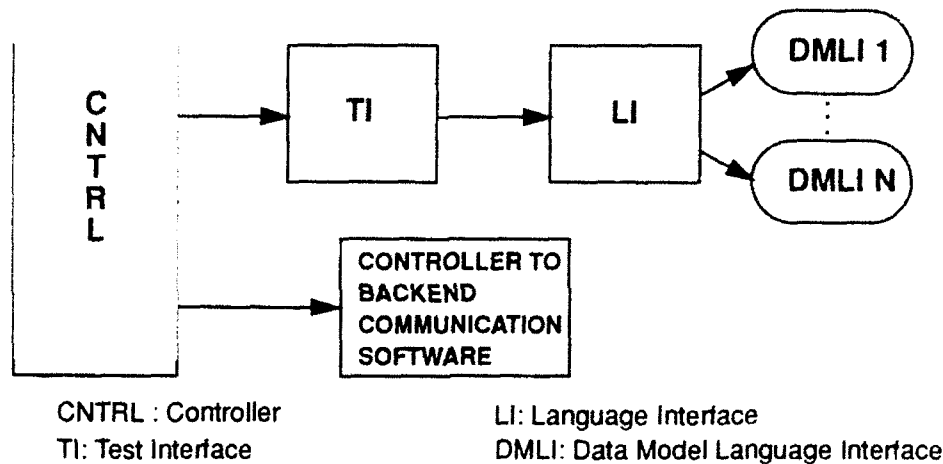 CNTRL
TI
LI
DMLI 1
DMLI N
CONTROLLER TO
BACKEND
COMMUNICATION
SOFTWARE
CNTRL : Controller
LI: Language Interface
TI: Test Interface
DMLI: Data Model Language Interface